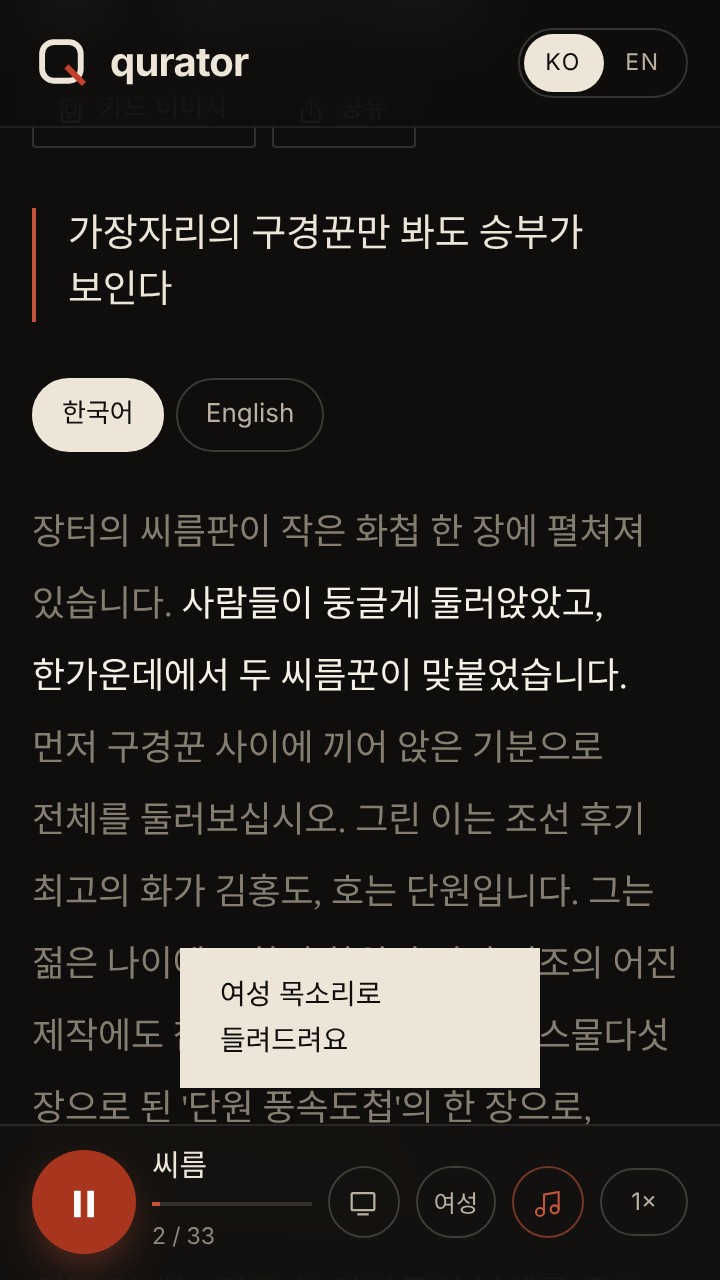 qurator
KO
EN
카드 이미지
공유
가장자리의 구경꾼만 봐도 승부가
보인다
한국어
English
장터의 씨름판이 작은 화첩 한 장에 펼쳐져
있습니다. 사람들이 둥글게 둘러앉았고,
한가운데에서 두 씨름꾼이 맞붙었습니다.
먼저 구경꾼 사이에 끼어 앉은 기분으로
전체를 둘러보십시오. 그린 이는 조선 후기
최고의 화가 김홍도, 호는 단원입니다. 그는
젊은 나이에 조의 어진
제작에도 스물다섯
여성 목소리로
들려드려요
장으로 된 '단원 풍속도첩'의 한 장으로,
씨름
2 / 33
여성
1×